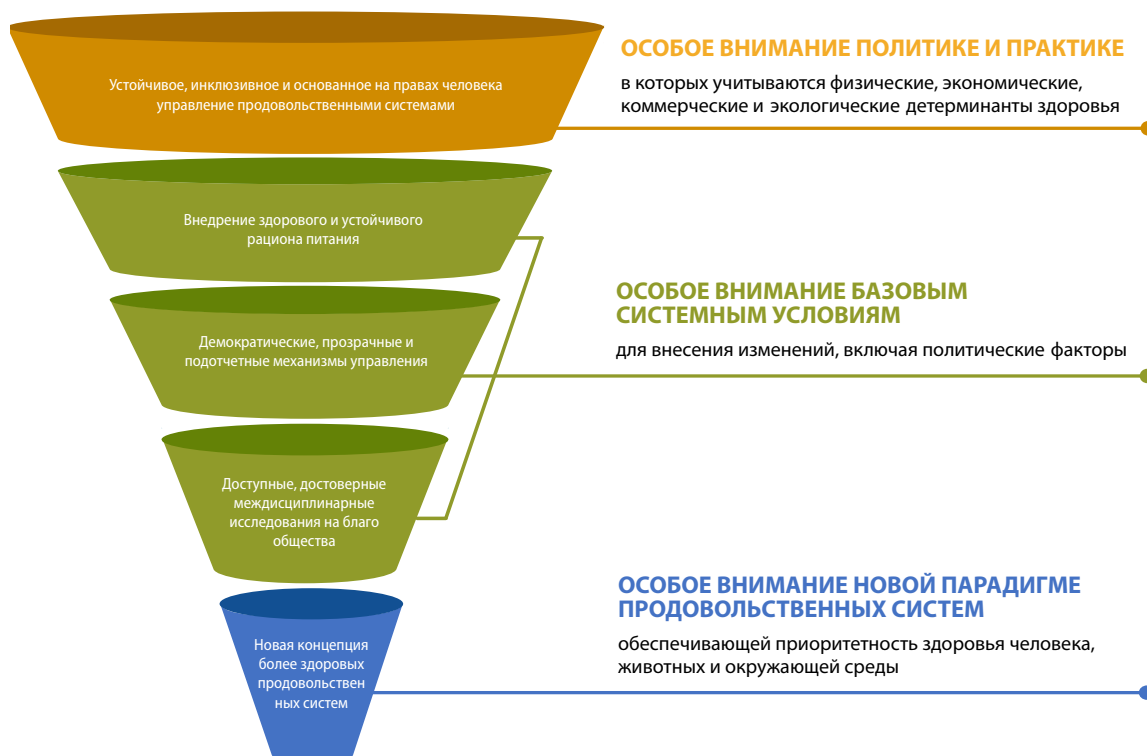 Устойчивое, инклюзивное и основанное на правах человека
управление продовольственными системами
ОСОБОЕ ВНИМАНИЕ ПОЛИТИКЕ И ПРАКТИКЕ
в которых учитываются физические, экономические,
коммерческие и экологические детерминанты здоровья
Внедрение здорового и устойчивого
рациона питания
Демократические, прозрачные и
подотчетные механизмы управления
ОСОБОЕ ВНИМАНИЕ БАЗОВЫМ
СИСТЕМНЫМ УСЛОВИЯМ
для внесения изменений, включая политические факторы
Доступные, достоверные
междисциплинарные
исследования на благо
общества
Новая концепция
более здоровых
продовольствен
ных систем
ОСОБОЕ ВНИМАНИЕ НОВОЙ ПАРАДИГМЕ
ПРОДОВОЛЬСТВЕННЫХ СИСТЕМ
обеспечивающей приоритетность здоровья человека,
животных и окружающей среды